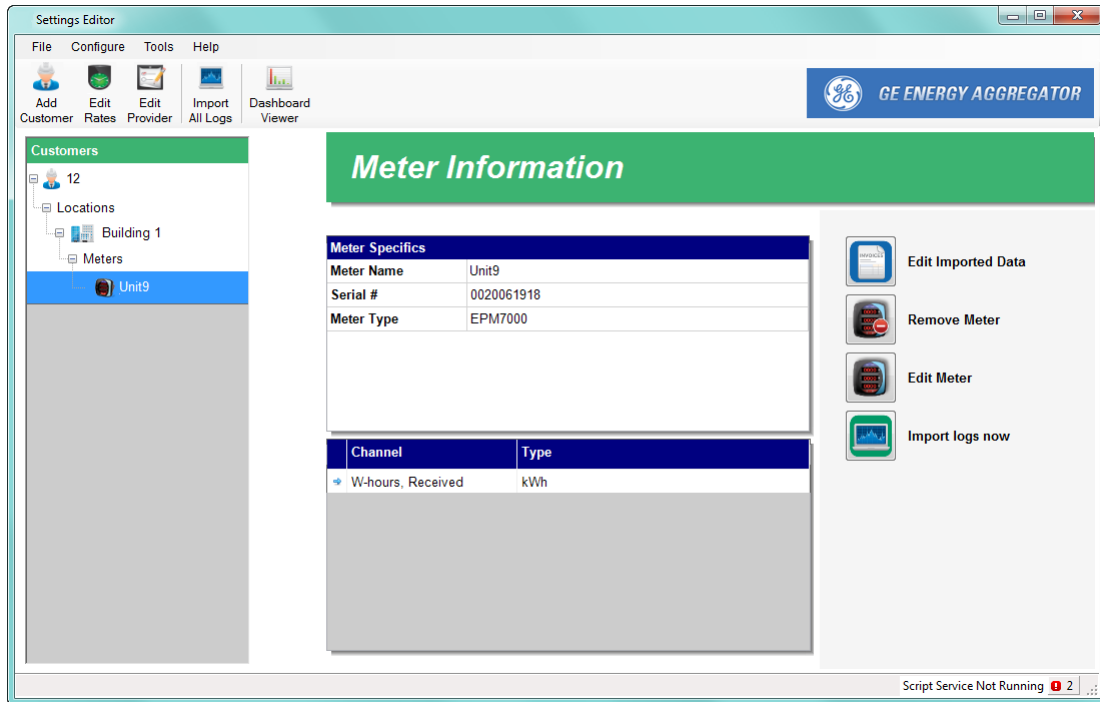 Settings Editor
File Configure Tools Help
Add Customer
Edit Rates
Edit Provider
Import All Logs
Dashboard Viewer
GE ENERGY AGGREGATOR
Customers
12
Locations
Building 1
Meters
Unit9
Meter Information
Meter Specifics
Meter Name Unit9
Serial # 0020061918
Meter Type EPM7000
Channel Type
W-hours, Received kWh
INVOICES
Edit Imported Data
Remove Meter
Edit Meter
Import logs now
Script Service Not Running 2